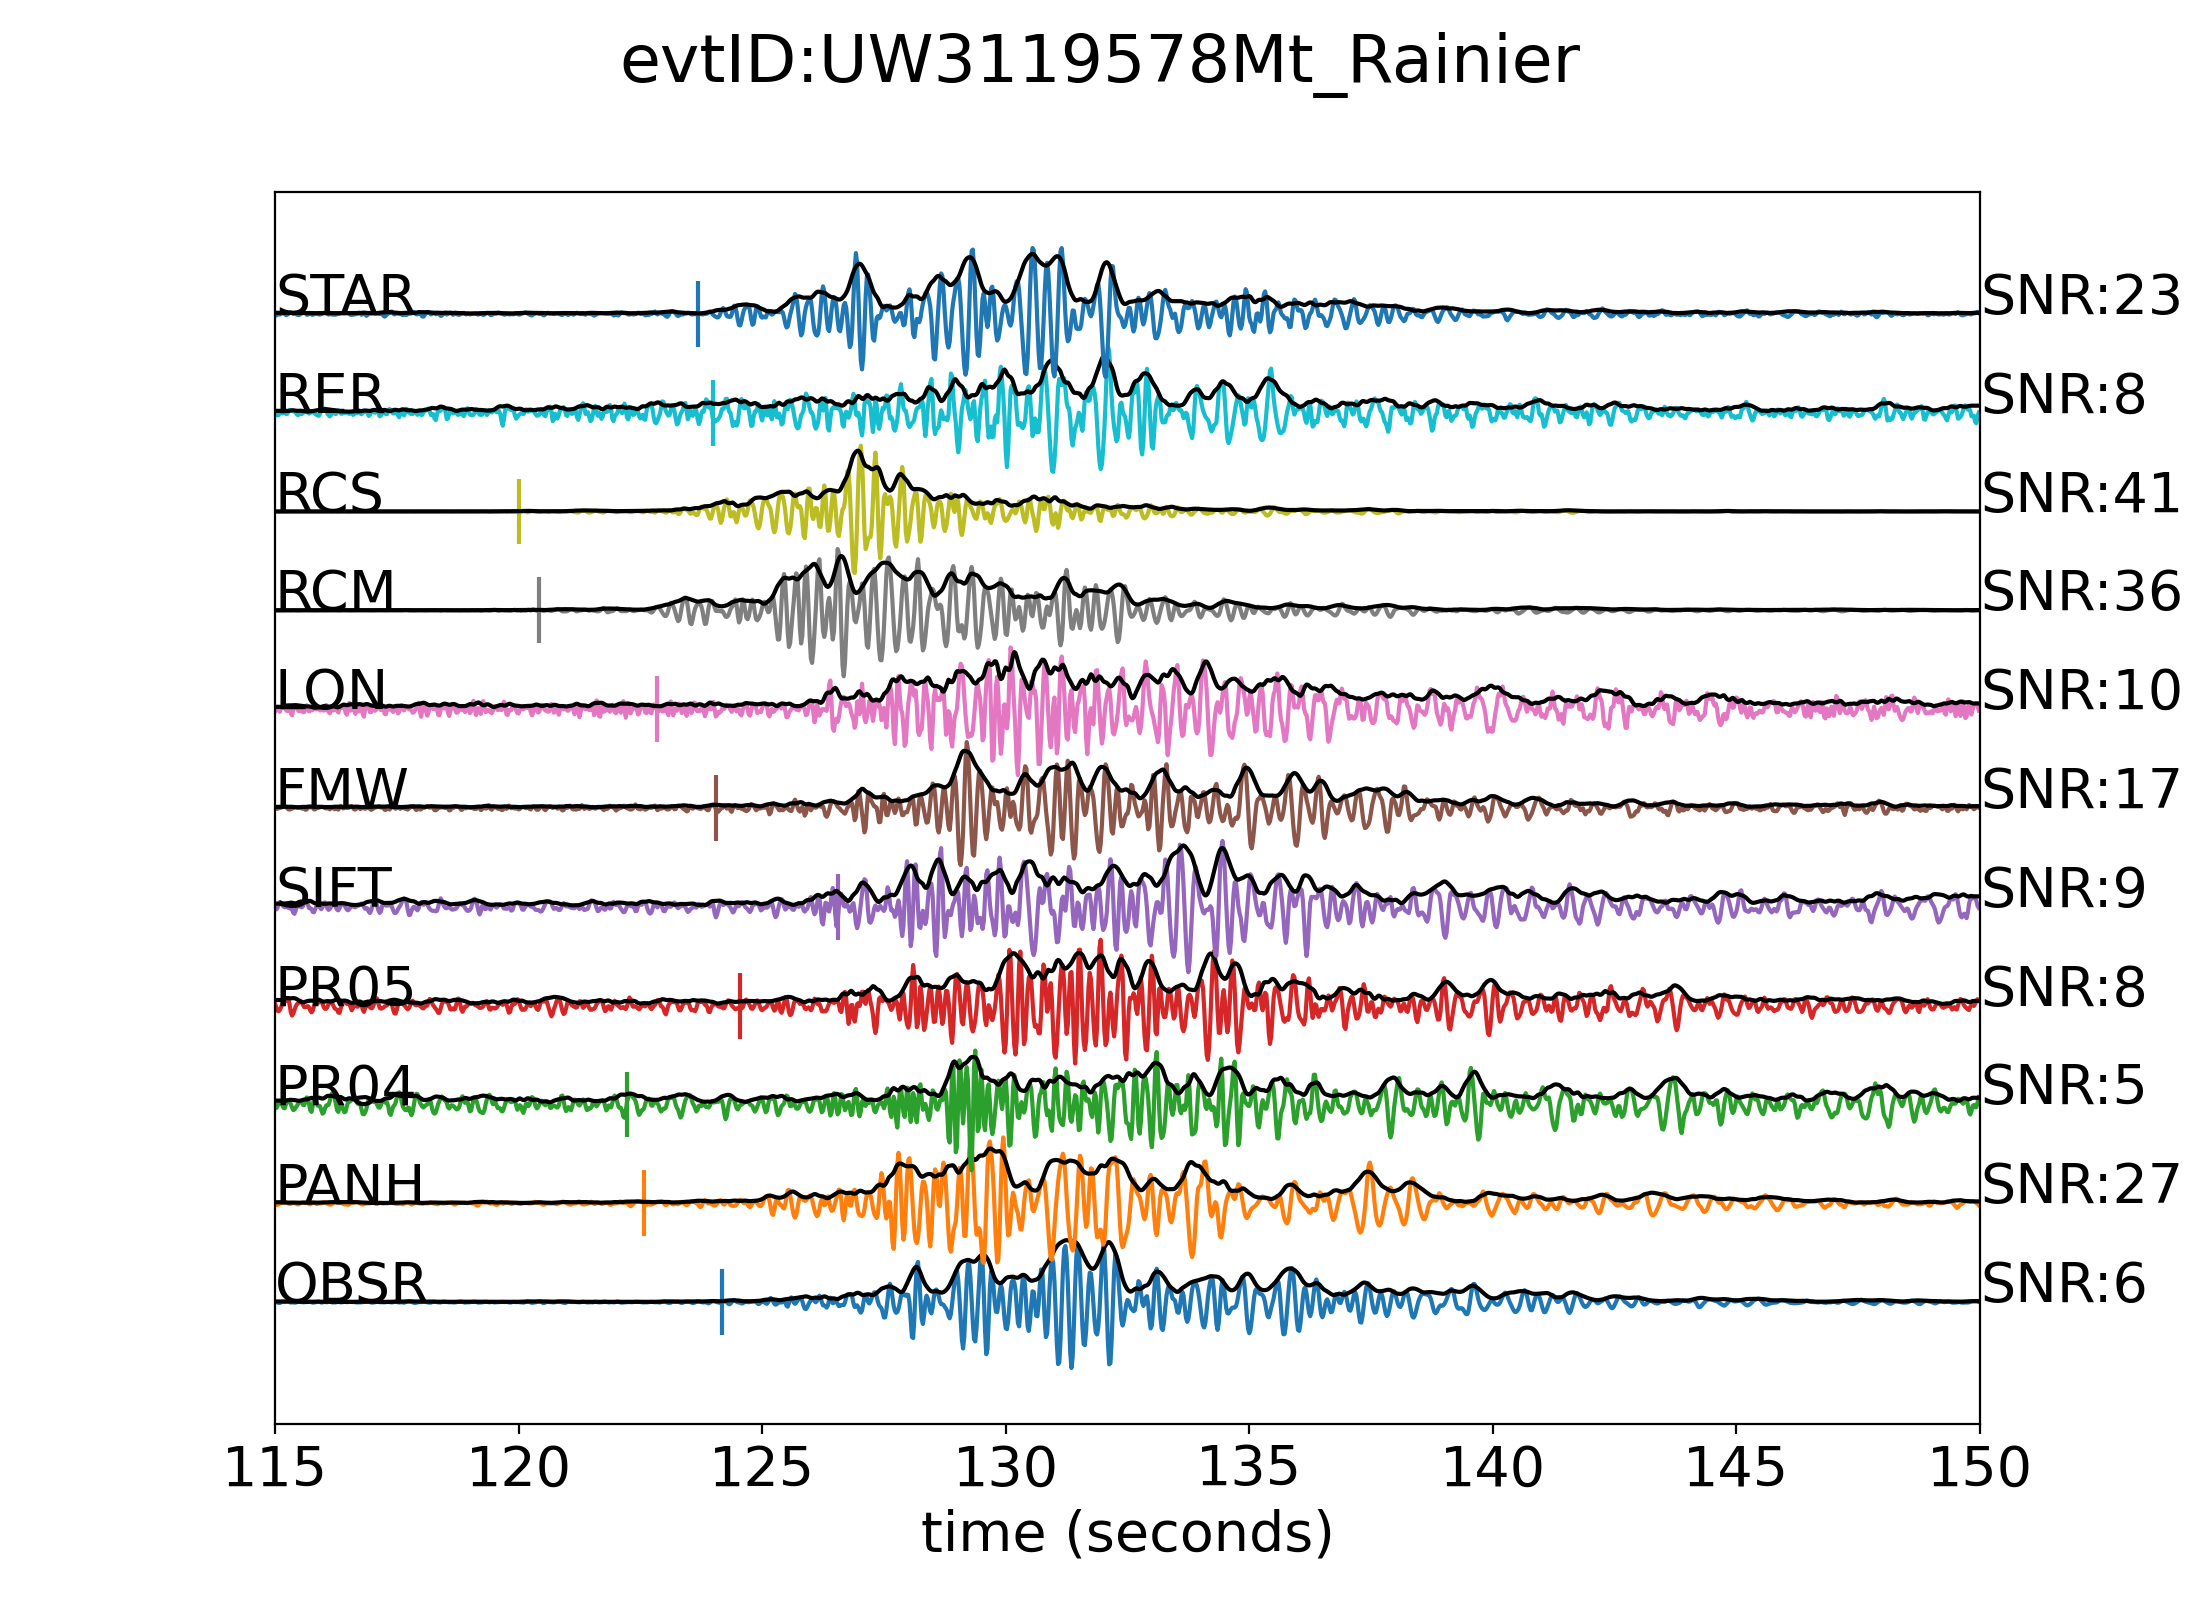 evtID:UW3119578Mt_Rainier
STAR SNR:23
RER SNR:8
RCS SNR:41
RCM SNR:36
LON SNR:10
FMW SNR:17
SIFT SNR:9
PR05 SNR:8
PR04 SNR:5
PANH SNR:27
OBSR SNR:6
115 120 125 130 135 140 145 150
time (seconds)